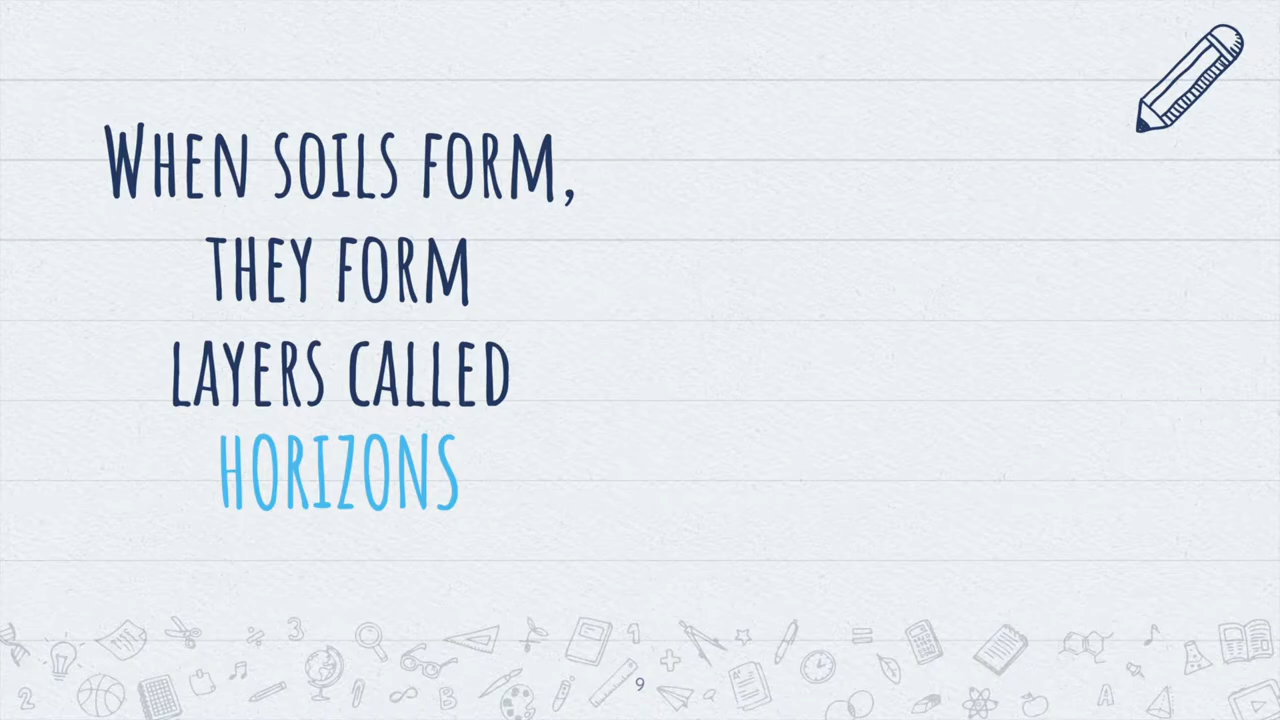 When soils form,
they form
layers called
horizons
9